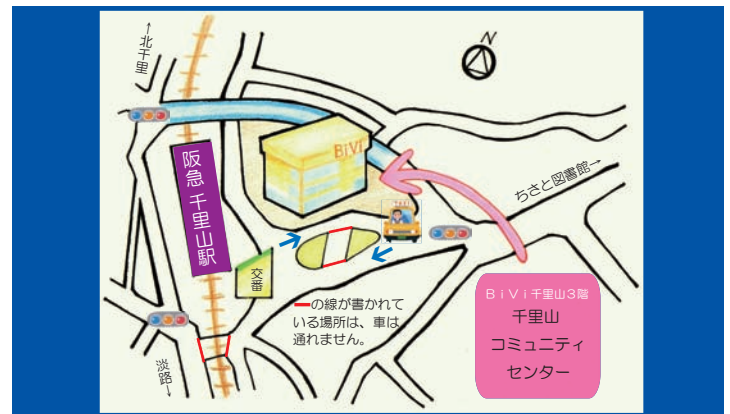 ←北千里
N
阪急 千里山駅
BiVi
ちさと図書館→
TAXI
交番
ーの線が書かれて
いる場所は、車は
通れません。
BiVi千里山3階
千里山
コミュニティ
センター
淡路→